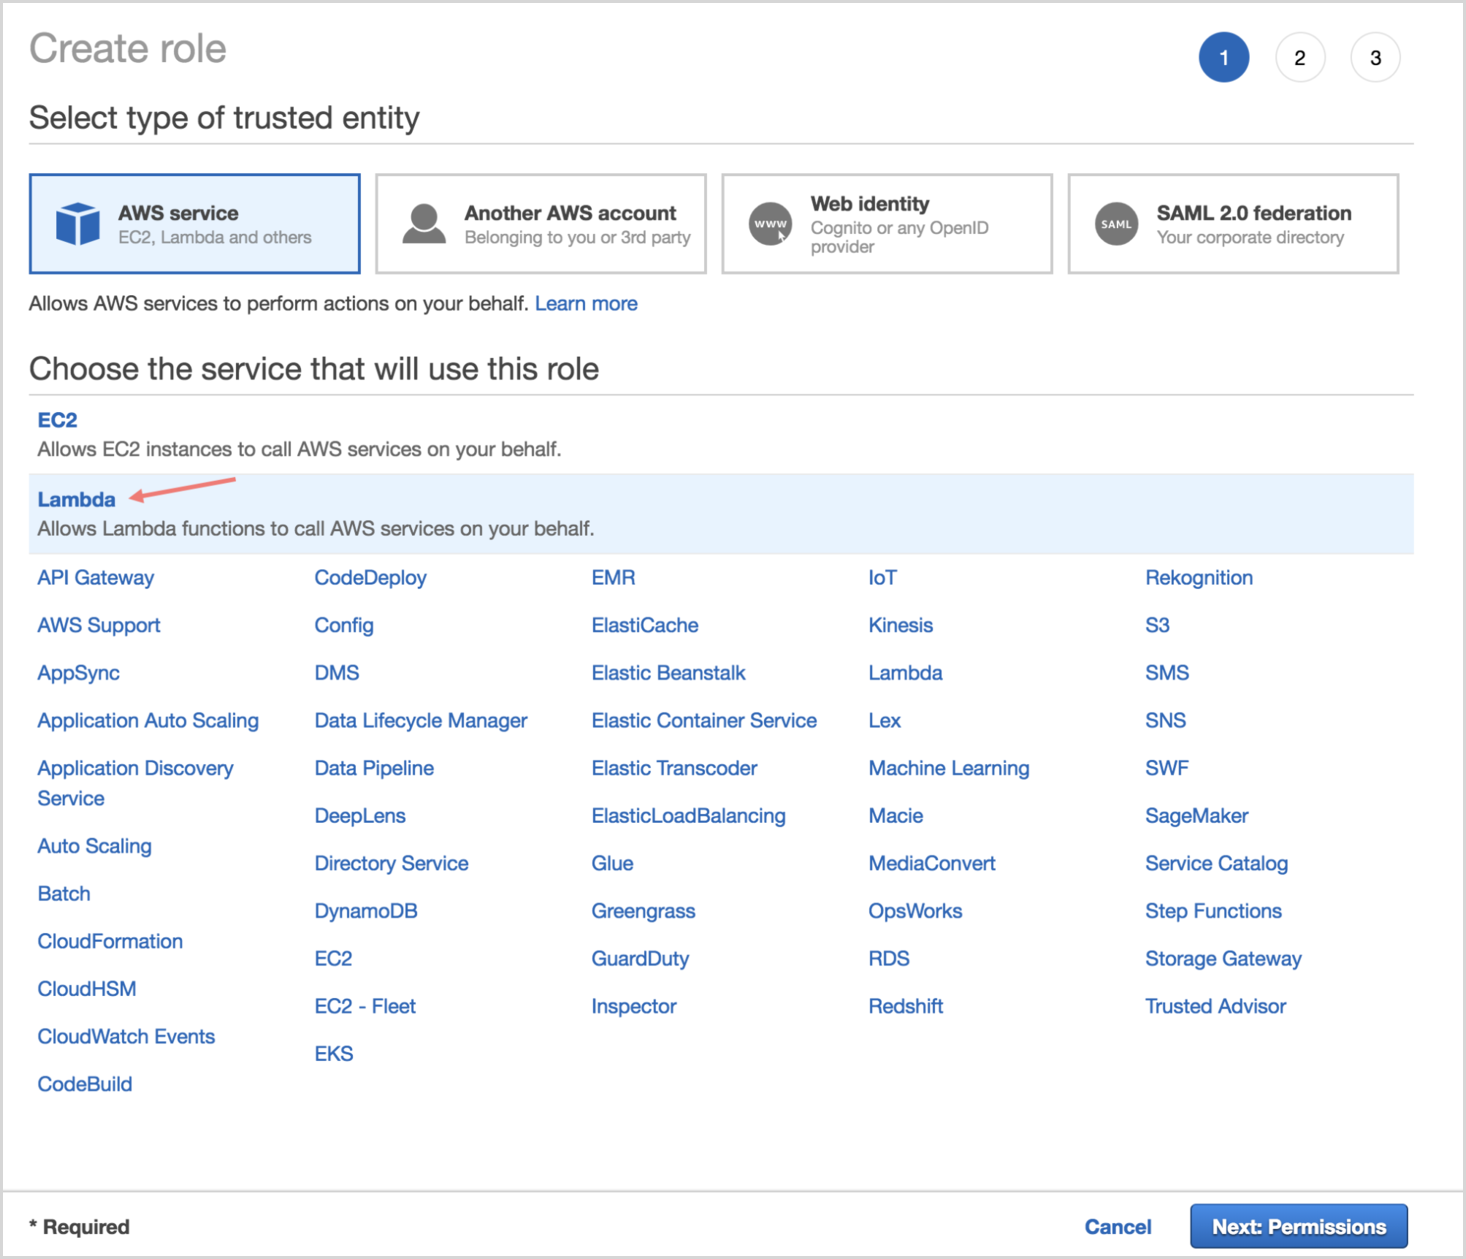 Create role
1 2 3
Select type of trusted entity
AWS service
EC2, Lambda and others
Another AWS account
Belonging to you or 3rd party
www
Web identity
Cognito or any OpenID
provider
SAML
SAML 2.0 federation
Your corporate directory
Allows AWS services to perform actions on your behalf. Learn more
Choose the service that will use this role
EC2
Allows EC2 instances to call AWS services on your behalf.
Lambda
Allows Lambda functions to call AWS services on your behalf.
API Gateway
AWS Support
AppSync
Application Auto Scaling
Application Discovery
Service
Auto Scaling
Batch
CloudFormation
CloudHSM
CloudWatch Events
CodeBuild
CodeDeploy
Config
DMS
Data Lifecycle Manager
Data Pipeline
DeepLens
Directory Service
DynamoDB
EC2
EC2 - Fleet
EKS
EMR
ElastiCache
Elastic Beanstalk
Elastic Container Service
Elastic Transcoder
ElasticLoadBalancing
Glue
Greengrass
GuardDuty
Inspector
IoT
Kinesis
Lambda
Lex
Machine Learning
Macie
MediaConvert
OpsWorks
RDS
Redshift
Rekognition
S3
SMS
SNS
SWF
SageMaker
Service Catalog
Step Functions
Storage Gateway
Trusted Advisor
* Required
Cancel
Next: Permissions